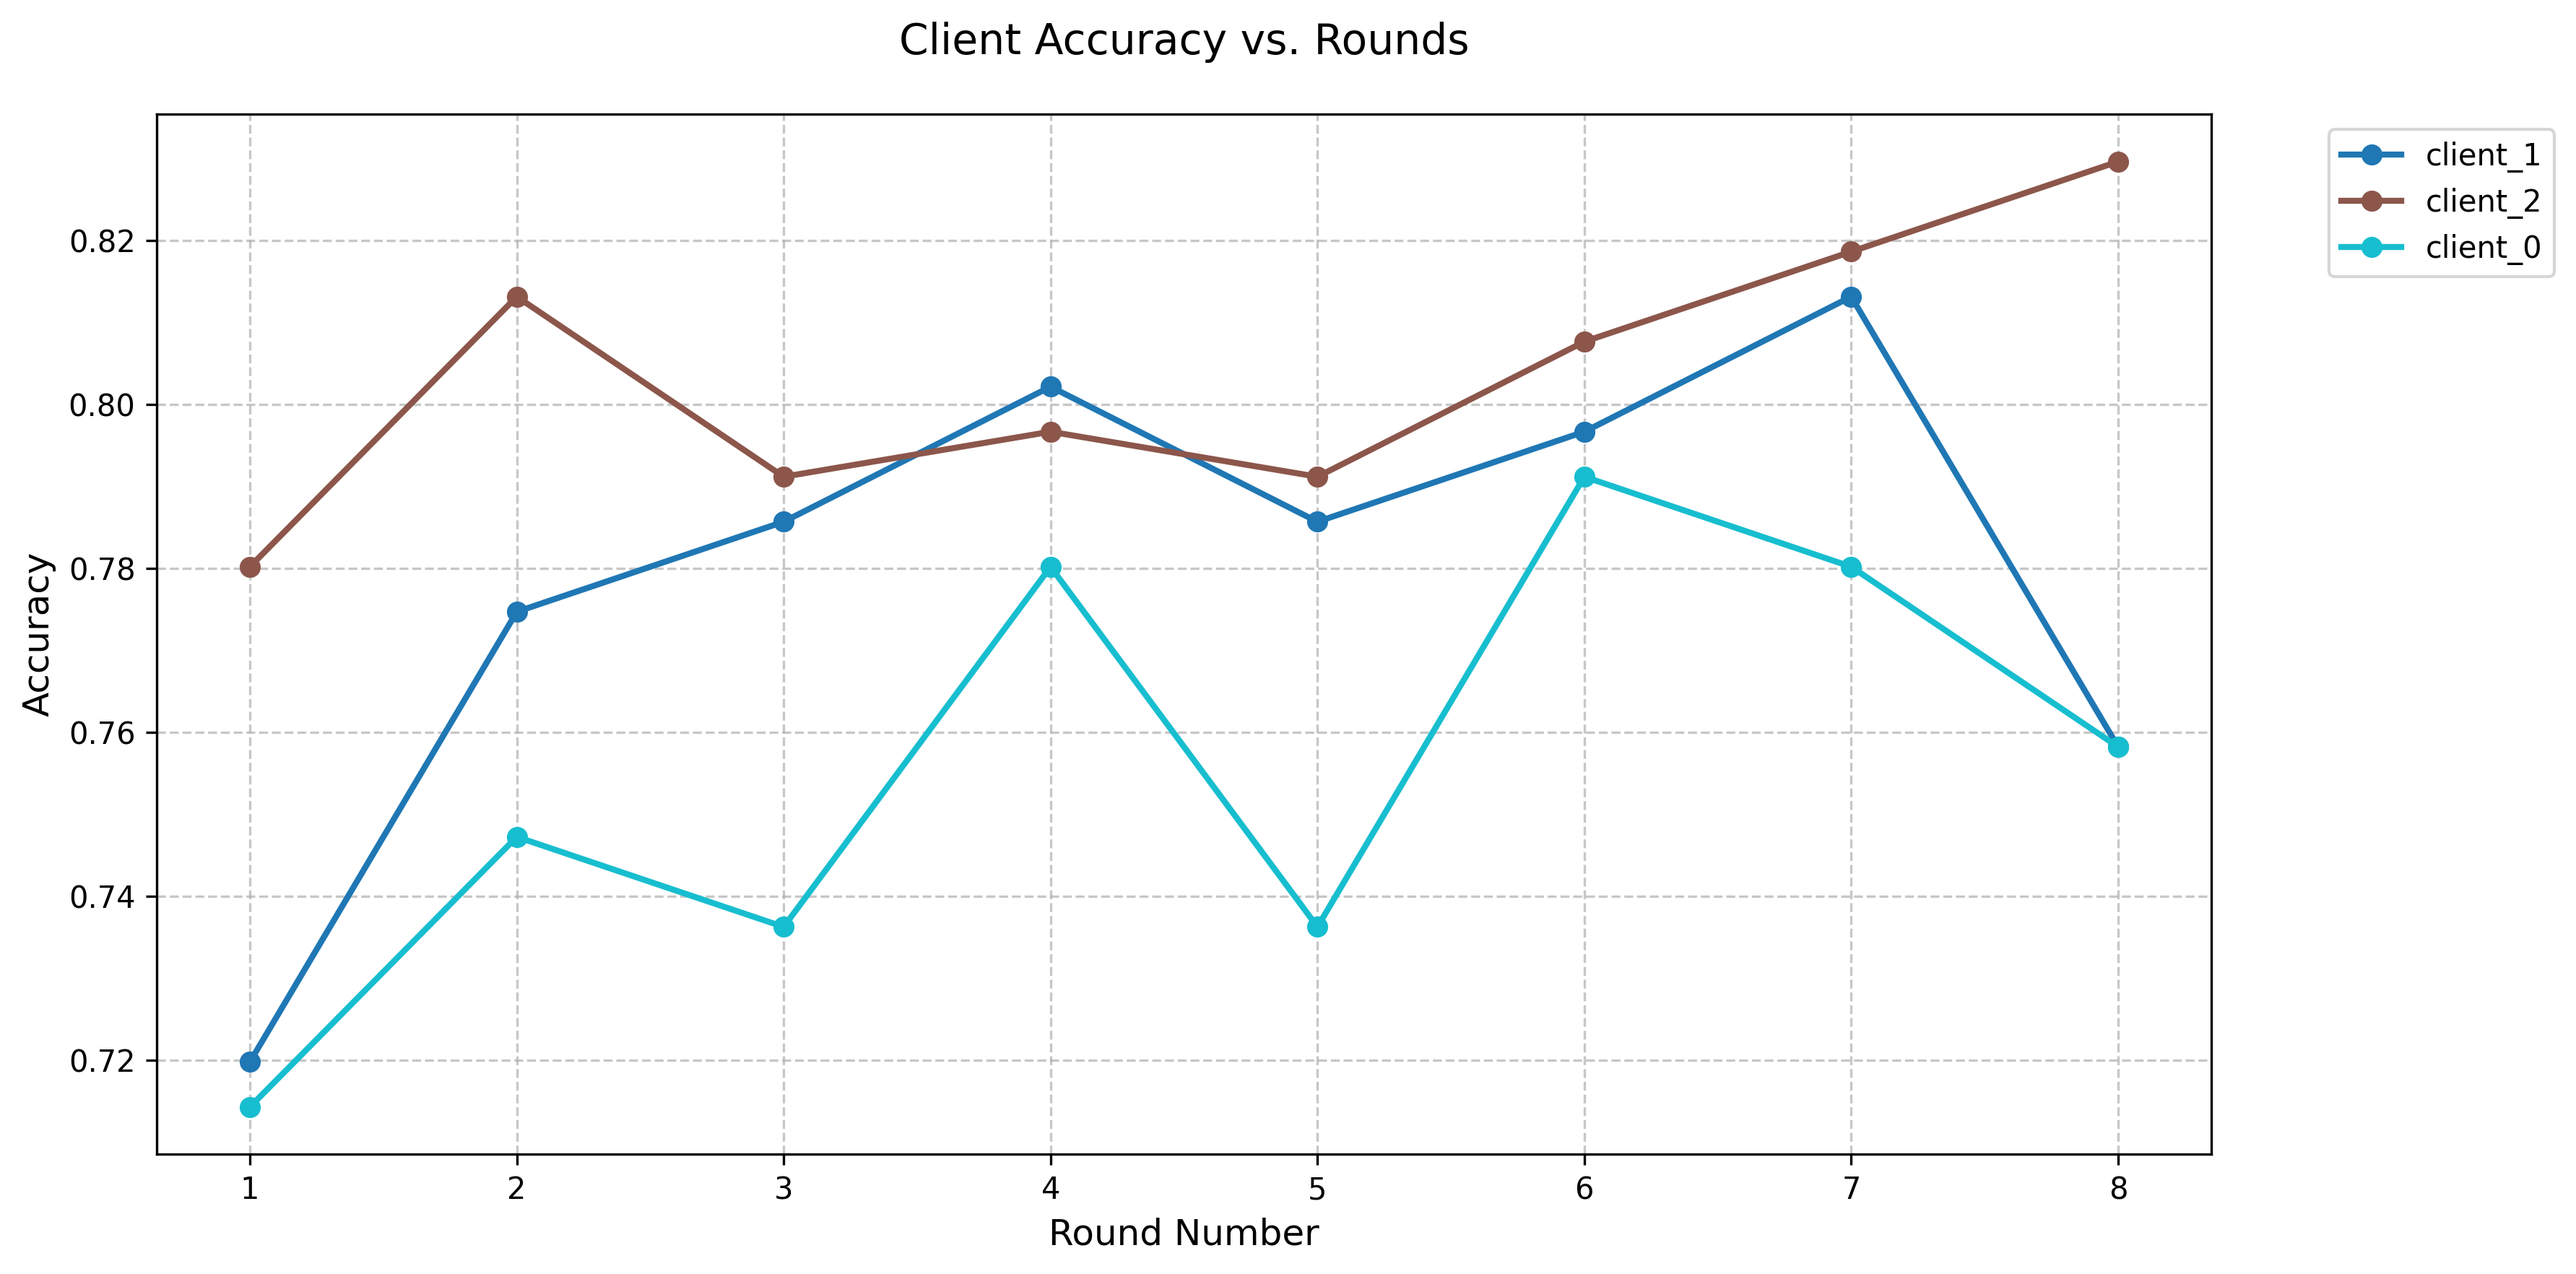 Client Accuracy vs. Rounds
client_1
client_2
client_0
Accuracy
0.82
0.80
0.78
0.76
0.74
0.72
1 2 3 4 5 6 7 8
Round Number